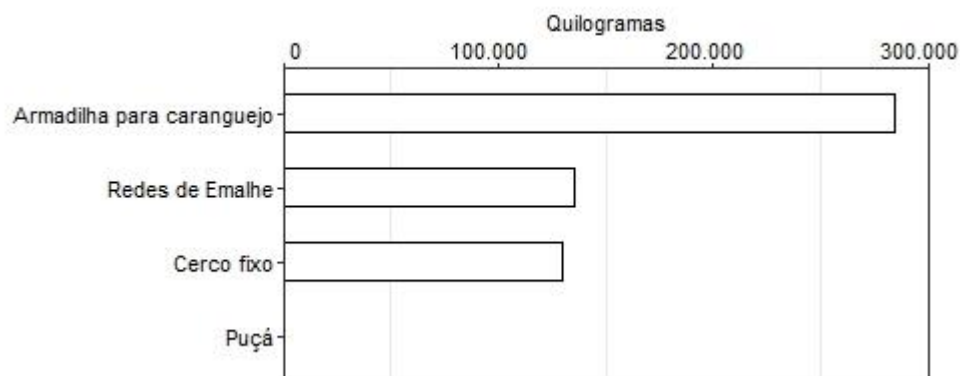 Quilogramas
0 100.000 200.000 300.000
Armadilha para caranguejo
Redes de Emalhe
Cerco fixo
Puçá